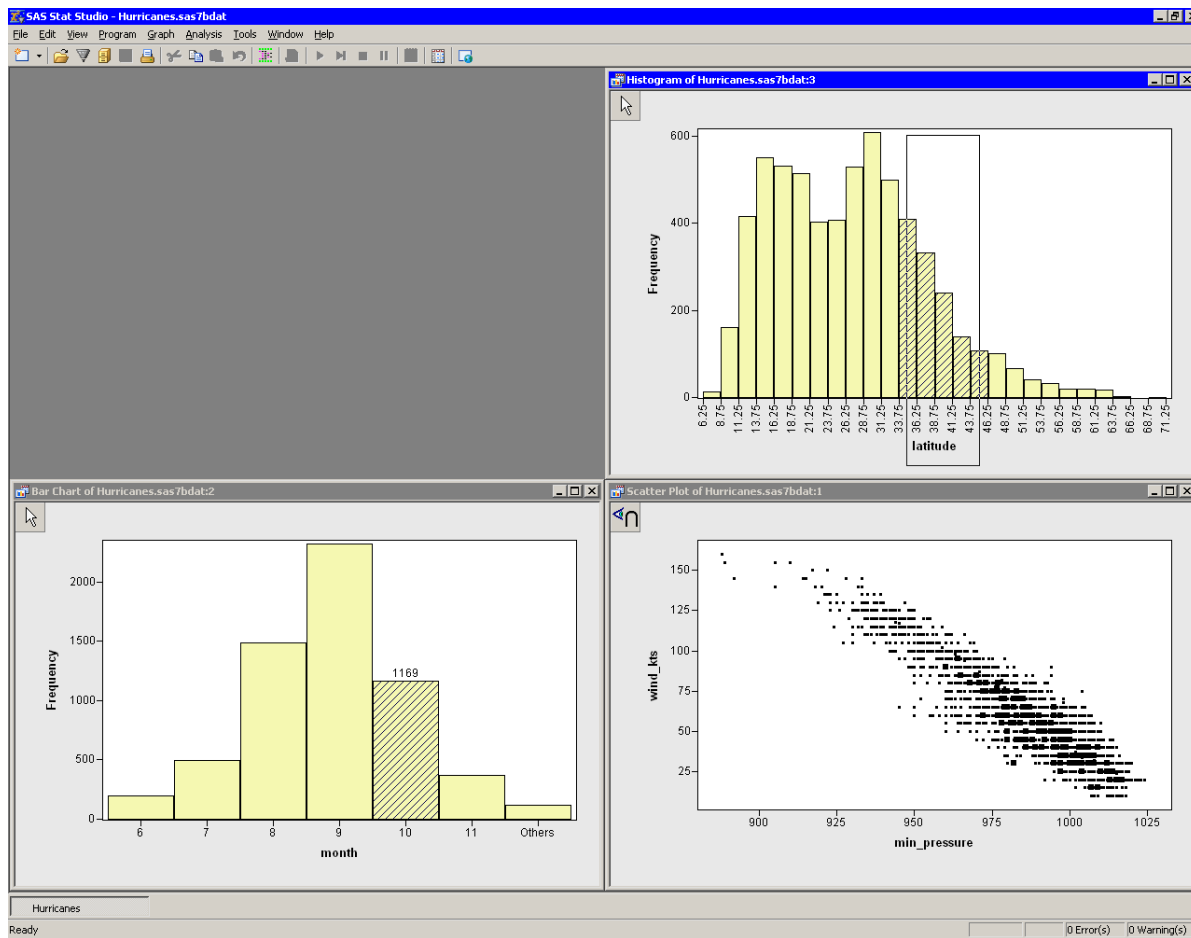 SAS Stat Studio - Hurricanes.sas7bdat
File Edit View Program Graph Analysis Tools Window Help
Histogram of Hurricanes.sas7bdat:3
600
400
200
0
Frequency
6.25 8.75 11.25 13.75 16.25 18.75 21.25 23.75 26.25 28.75 31.25 33.75 36.25 38.75 41.25 43.75 46.25 48.75 51.25 53.75 56.25 58.75 61.25 63.75 66.25 68.75 71.25
latitude
Bar Chart of Hurricanes.sas7bdat:2
2000
1500
1000
500
0
Frequency
1169
6 7 8 9 10 11 Others
month
Scatter Plot of Hurricanes.sas7bdat:1
150
125
100
75
50
25
wind_kts
900 925 950 975 1000 1025
min_pressure
Hurricanes
Ready
0 Error(s) 0 Warning(s)